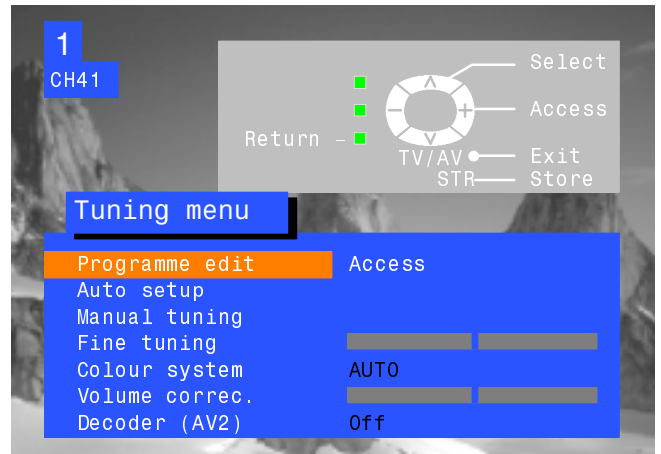 1
CH41
Select
Access
Return –
TV/AV Exit
STR Store
Tuning menu
Programme edit Access
Auto setup
Manual tuning
Fine tuning
Colour system AUTO
Volume correc.
Decoder (AV2) Off